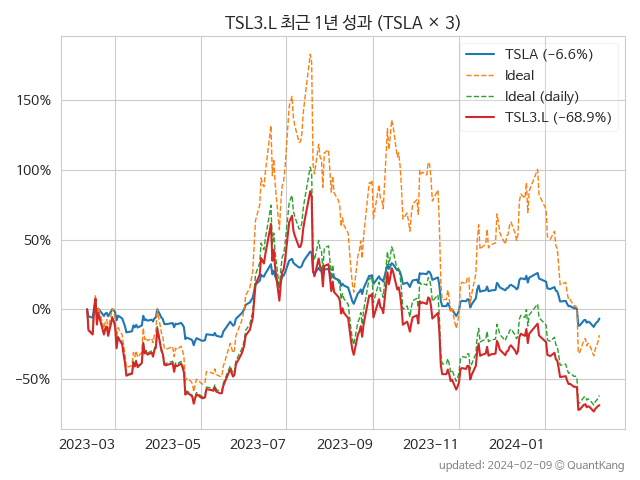 TSL3.L 최근 1년 성과 (TSLA × 3)
TSLA (−6.6%)
Ideal
Ideal (daily)
TSL3.L (−68.9%)
150%
100%
50%
0%
−50%
2023-03
2023-05
2023-07
2023-09
2023-11
2024-01
updated: 2024-02-09 © QuantKang